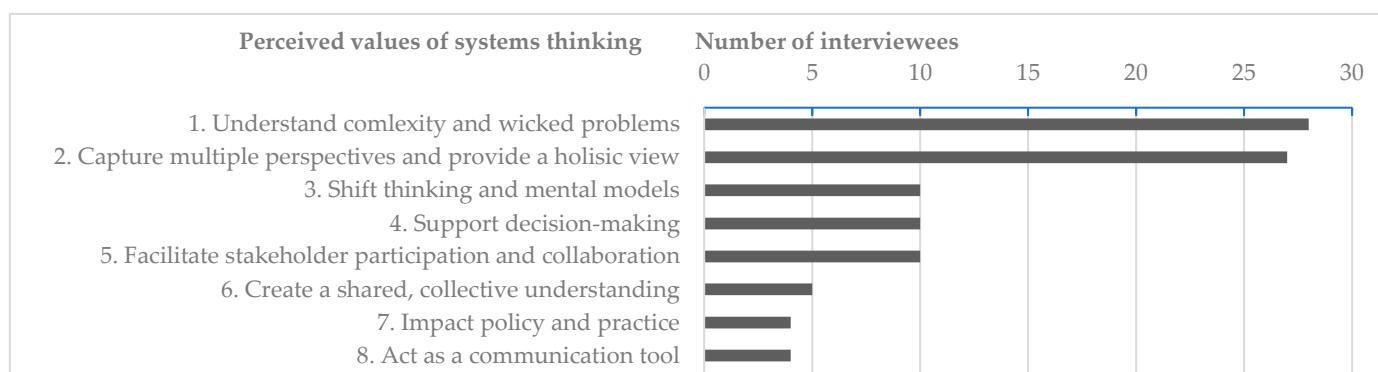 Perceived values of systems thinking Number of interviewees
0 5 10 15 20 25 30
1. Understand comlexity and wicked problems
2. Capture multiple perspectives and provide a holisic view
3. Shift thinking and mental models
4. Support decision-making
5. Facilitate stakeholder participation and collaboration
6. Create a shared, collective understanding
7. Impact policy and practice
8. Act as a communication tool